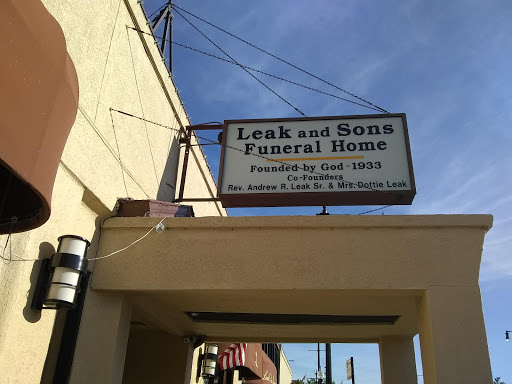 Leak and Sons
Funeral Home
Founded by God - 1933
Co-Founders
Rev. Andrew R. Leak Sr. & Mrs. Dottie Leak